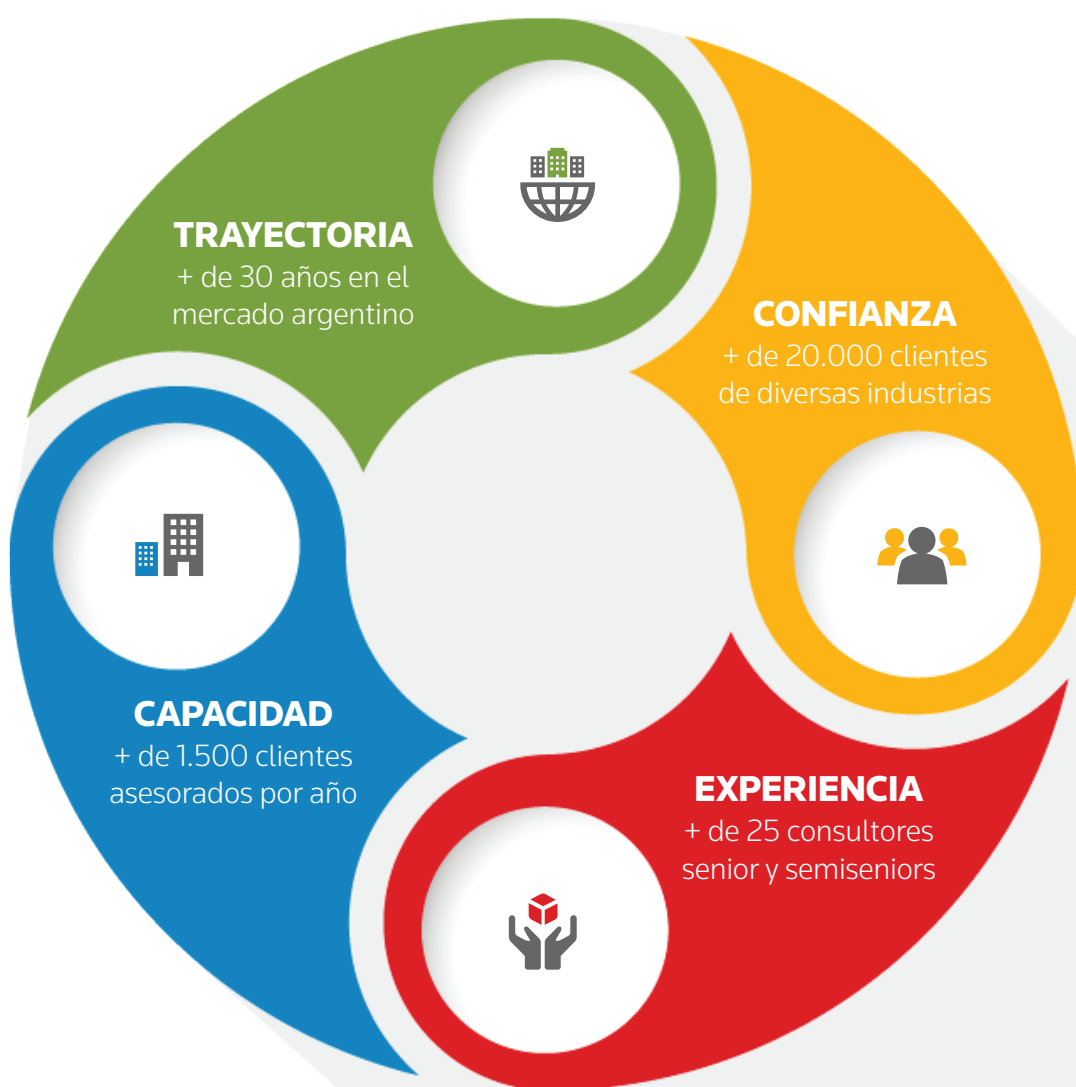 TRAYECTORIA
+ de 30 años en el
mercado argentino
CONFIANZA
+ de 20.000 clientes
de diversas industrias
CAPACIDAD
+ de 1.500 clientes
asesorados por año
EXPERIENCIA
+ de 25 consultores
senior y semiseniors